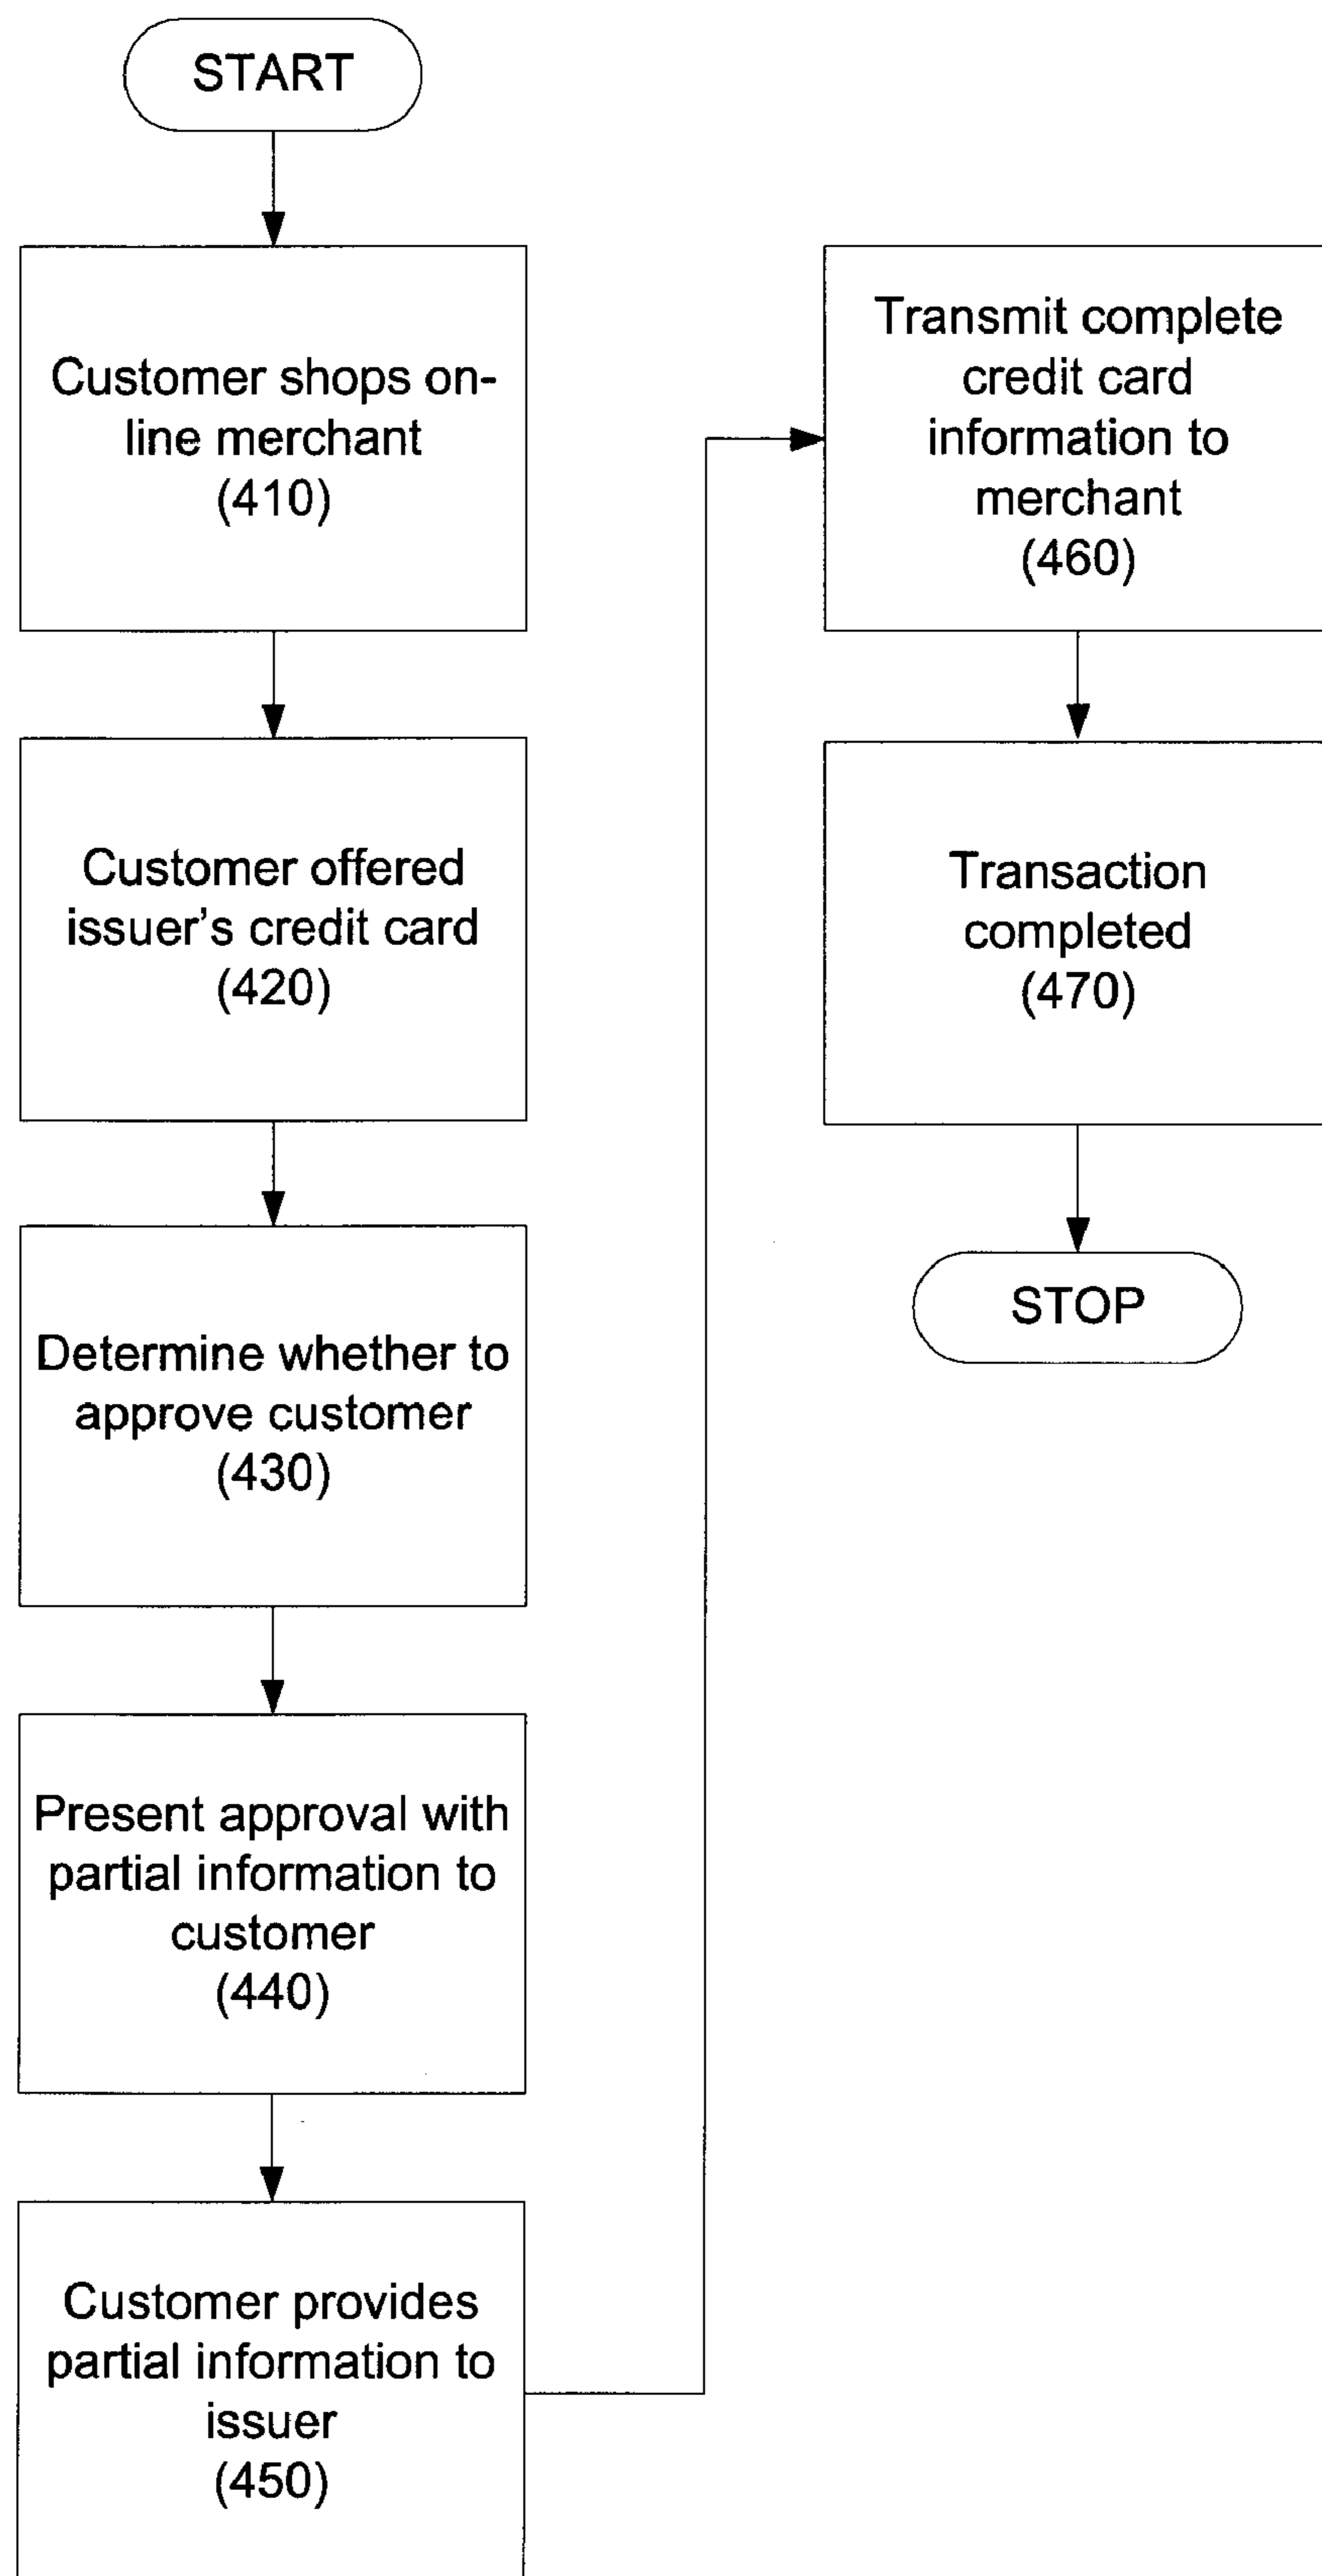 START
Customer shops on-
line merchant
(410)
Customer offered
issuer's credit card
(420)
Determine whether to
approve customer
(430)
Present approval with
partial information to
customer
(440)
Customer provides
partial information to
issuer
(450)
Transmit complete
credit card
information to
merchant
(460)
Transaction
completed
(470)
STOP